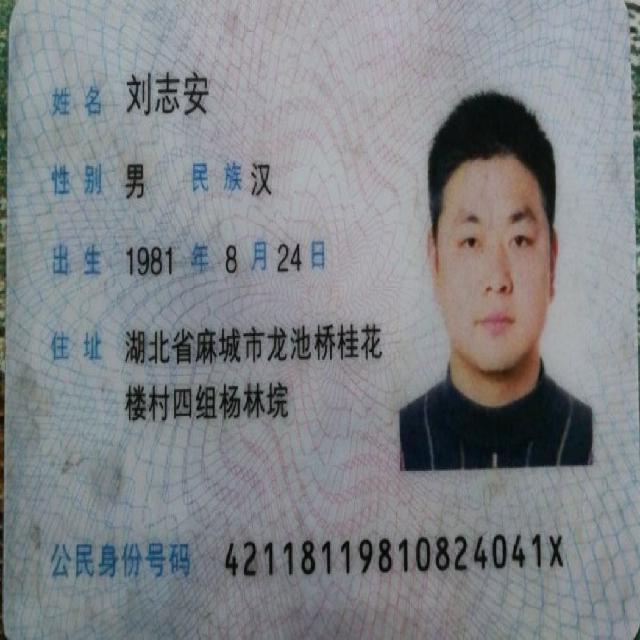 姓名 刘志安
性别 男 民族 汉
出生 1981 年 8 月 24 日
住址 湖北省麻城市龙池桥桂花
楼村四组杨林垸
公民身份号码 42118119810824041X